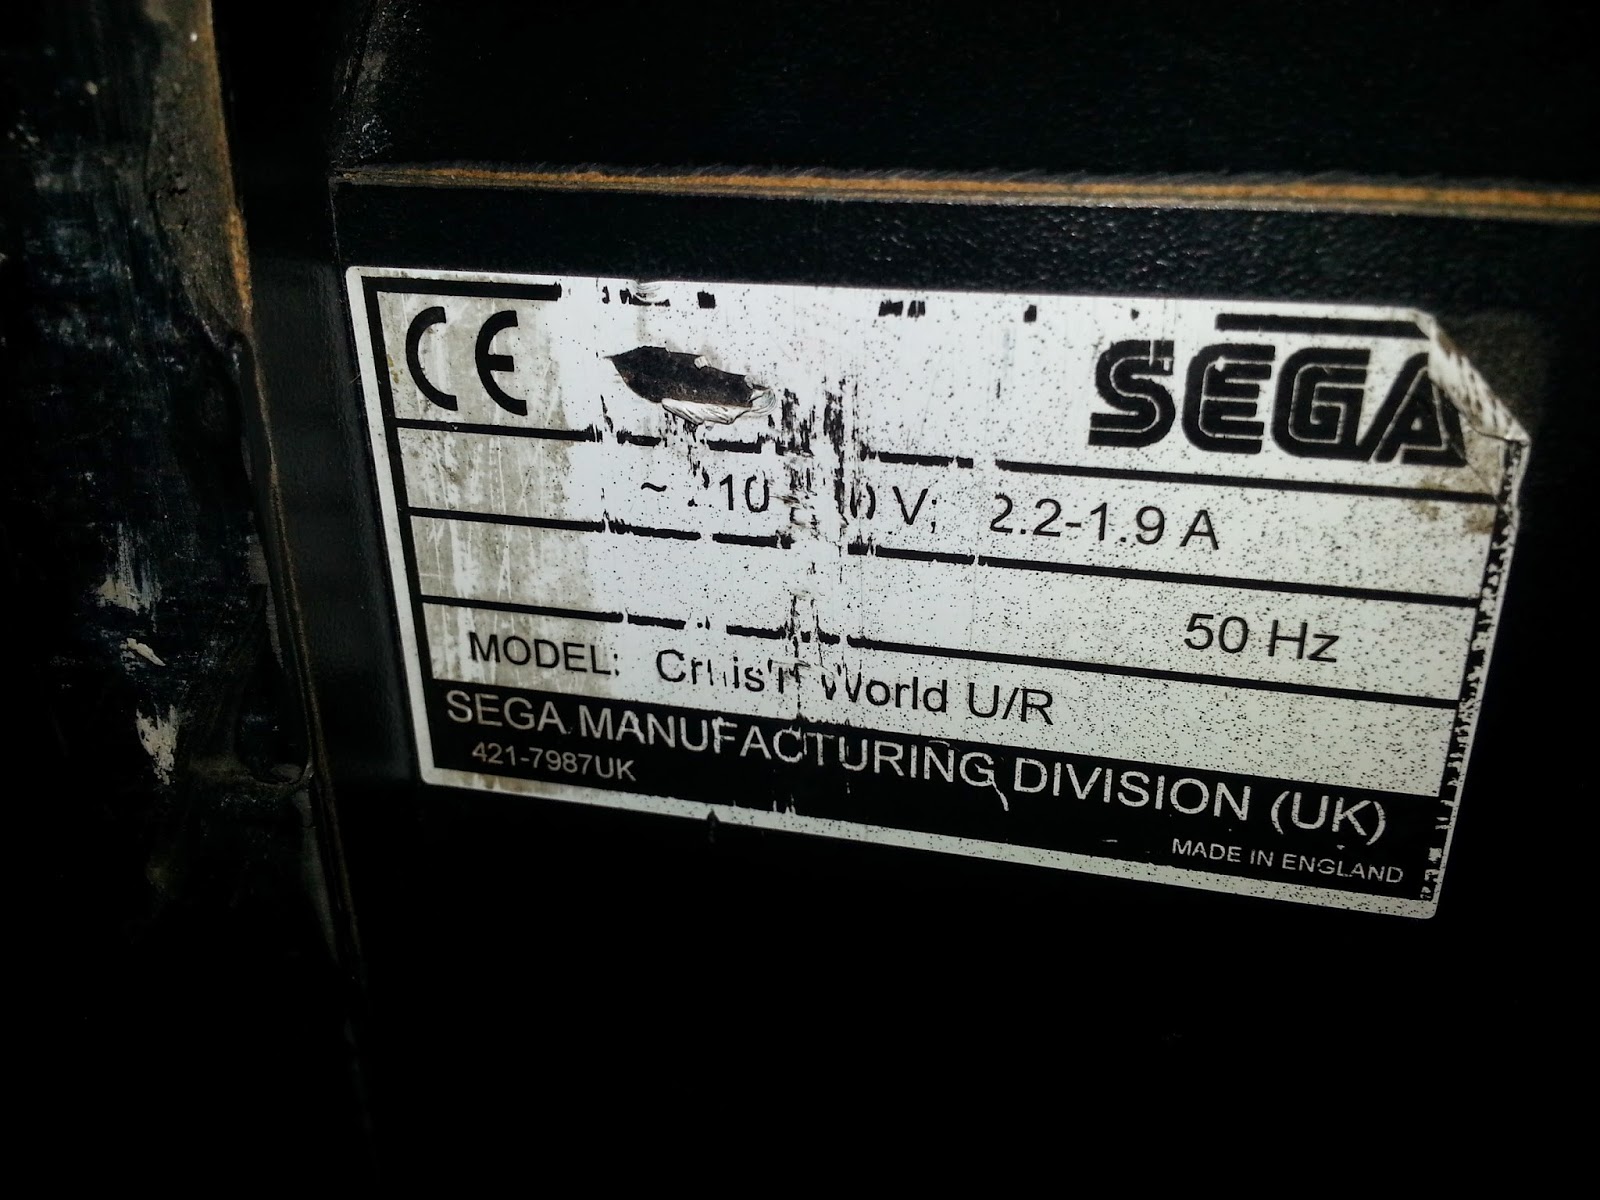 CE
SEGA
V; 2.2-1.9 A
50 Hz
MODEL: Cruis'n World U/R
SEGA MANUFACTURING DIVISION (UK)
421-7987UK
MADE IN ENGLAND